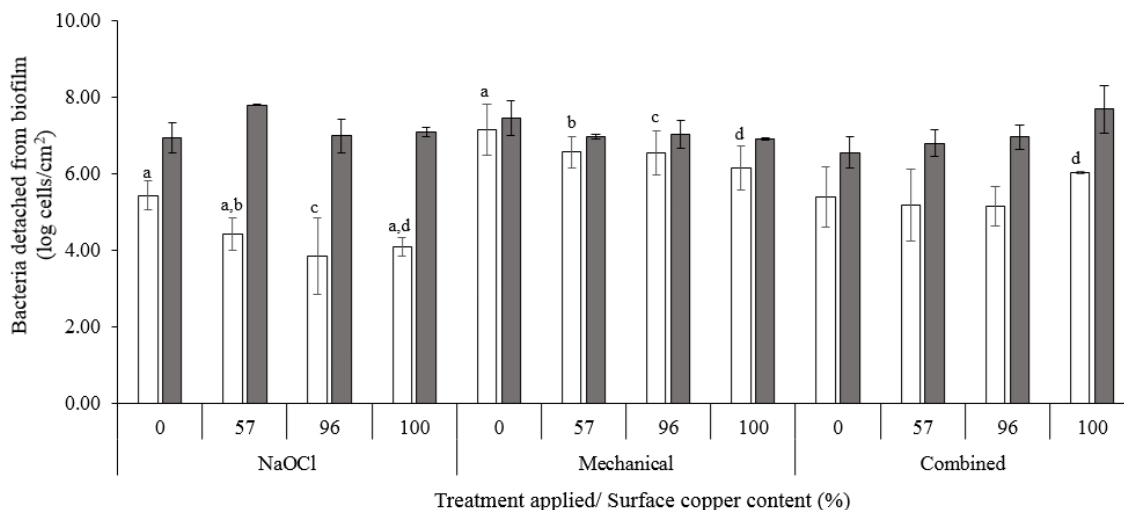 Bacteria detached from biofilm
(log cells/cm²)
10.00
8.00
6.00
4.00
2.00
0.00
a
a,b
c
a,d
a
b
c
d
d
0 57 96 100 0 57 96 100 0 57 96 100
NaOCl Mechanical Combined
Treatment applied/ Surface copper content (%)